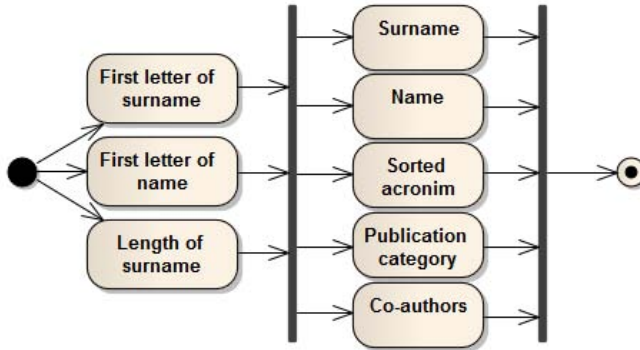 First letter of
surname
First letter of
name
Length of
surname
Surname
Name
Sorted
acronim
Publication
category
Co-authors